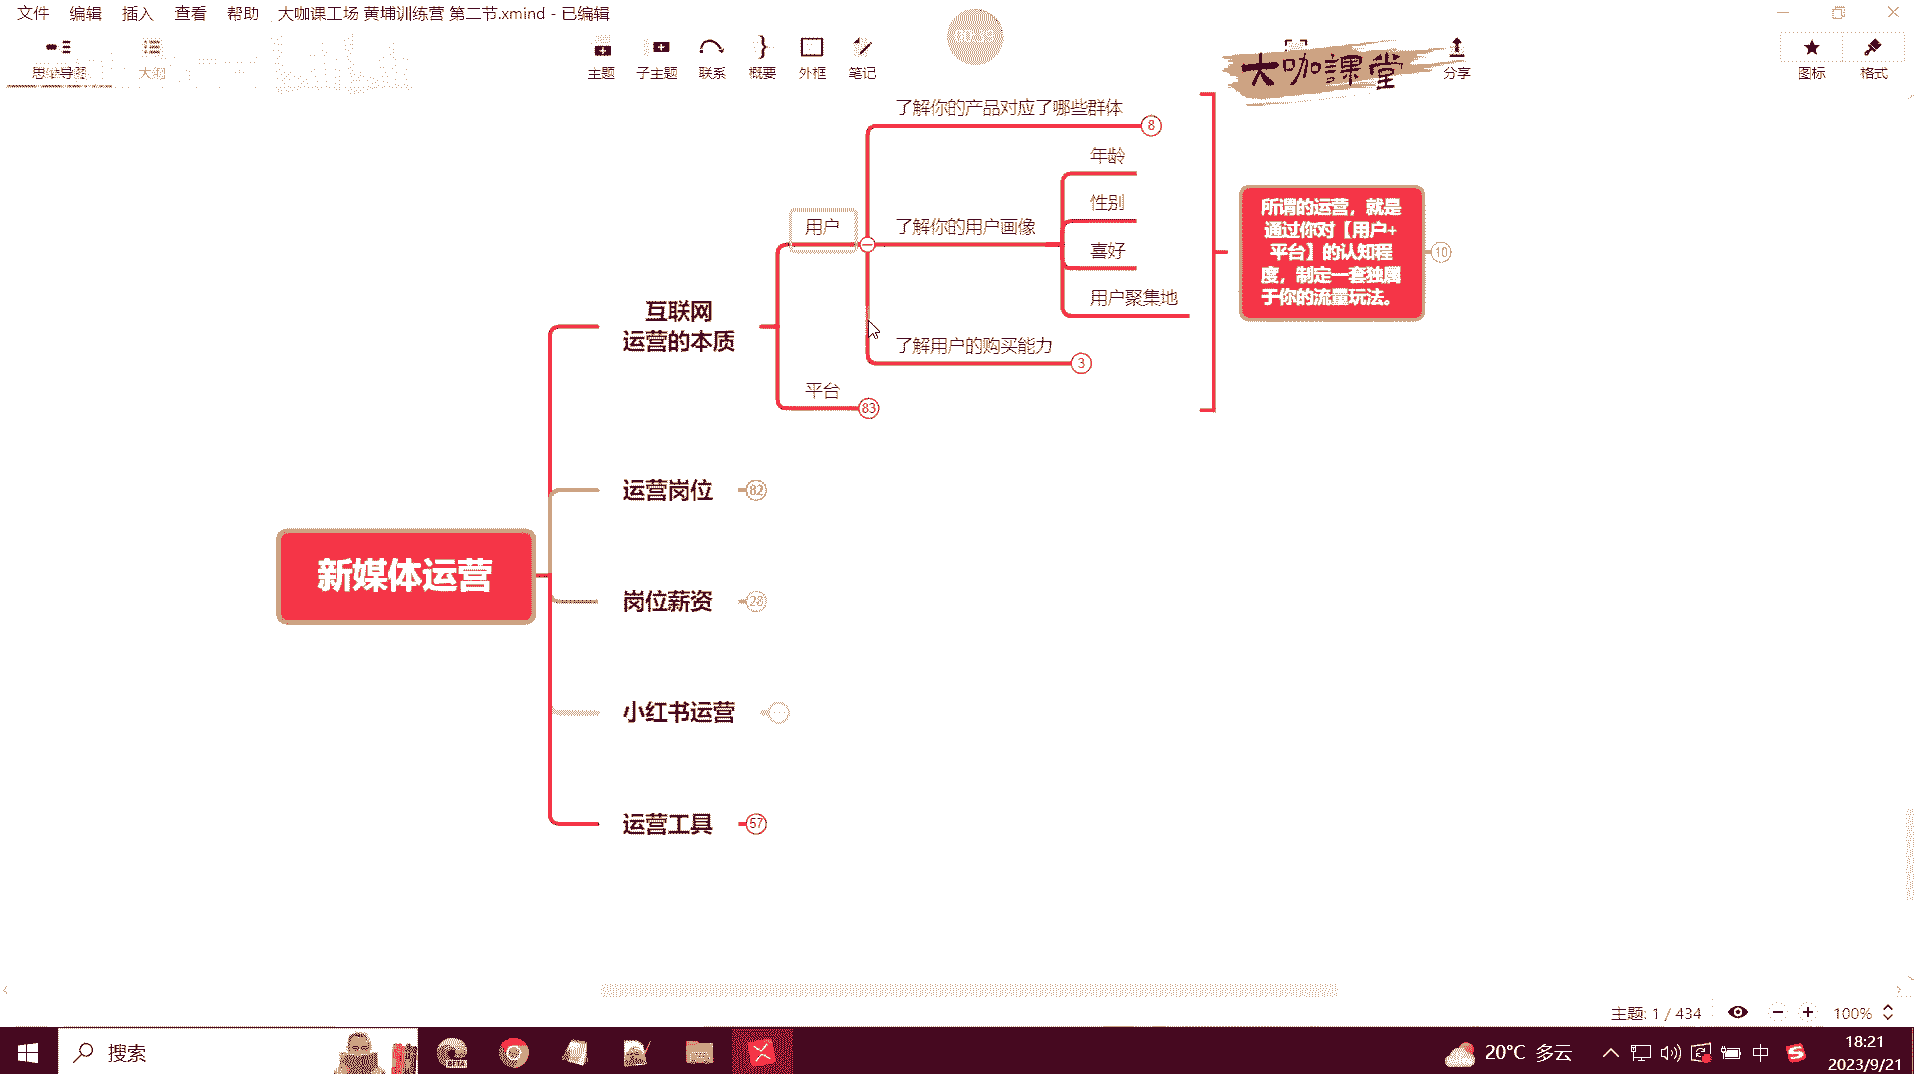 文件 编辑 插入 查看 帮助 大咖课工场 黄埔训练营 第二节.xmind - 已编辑
思维导图 大纲 主题 子主题 联系 概要 外框 笔记 分享 图标 格式
大咖課堂
了解你的产品对应了哪些群体 8
年龄
性别
用户 了解你的用户画像
喜好
用户聚集地
所谓的运营，就是
通过你对【用户+
平台】的认知程
度，制定一套独属
于你的流量玩法。
10
互联网
运营的本质
了解用户的购买能力 3
平台 83
运营岗位 82
新媒体运营
岗位薪资 28
小红书运营 ...
运营工具 57
主题: 1 / 434 100%
搜索 BETA 20°C 多云 中 18:21
2023/9/21